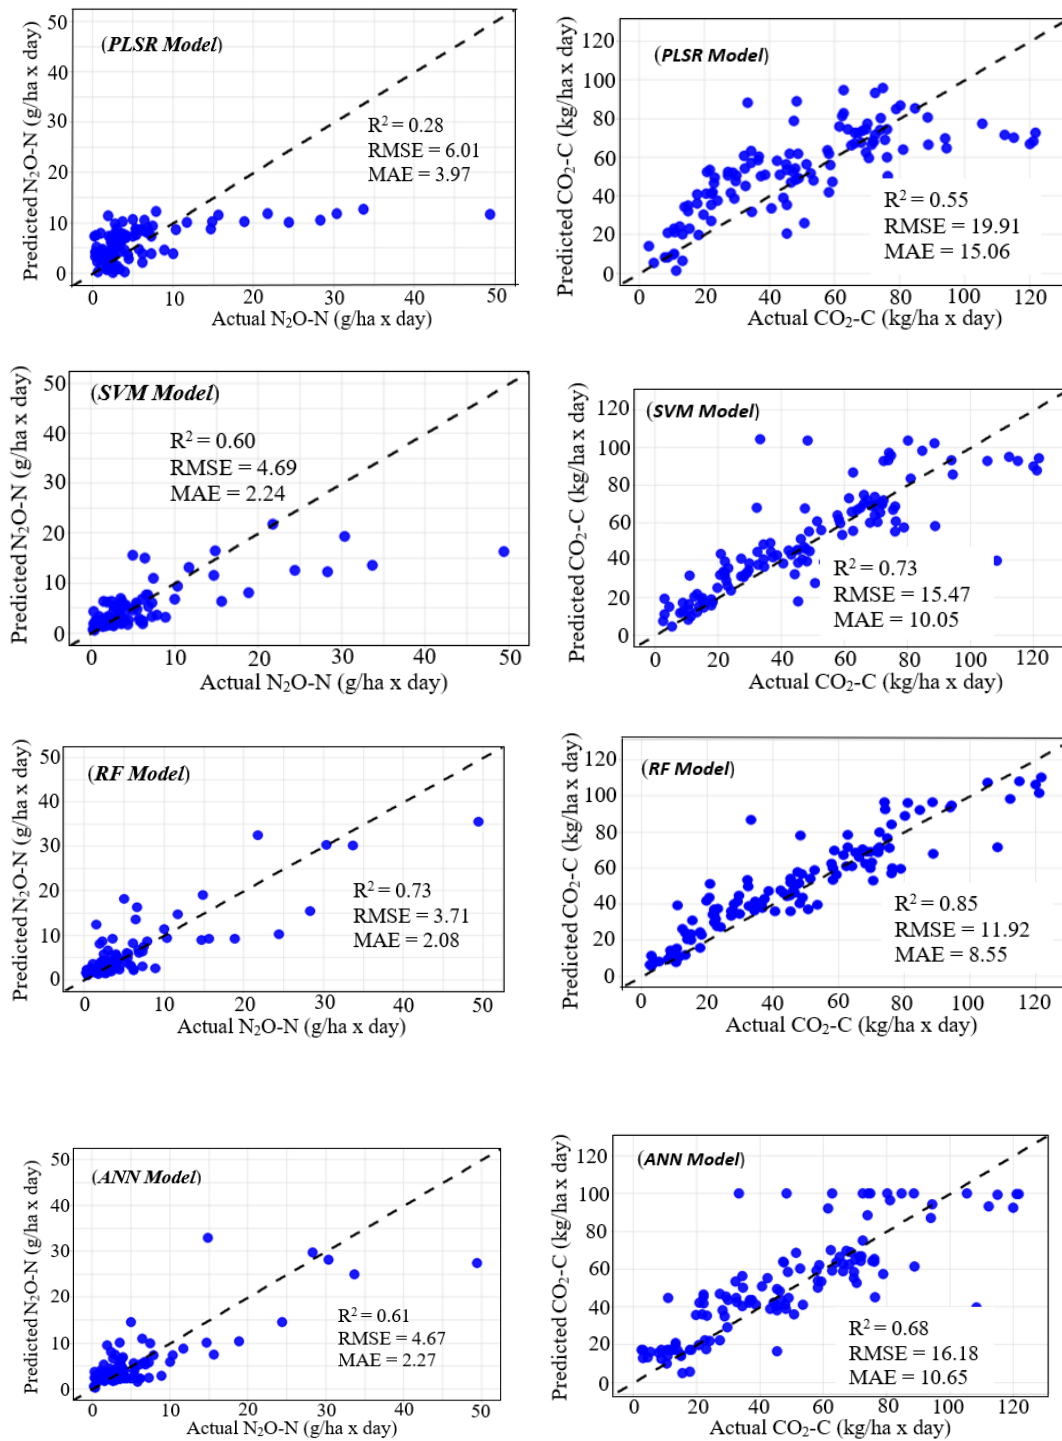 (PLSR Model)
R² = 0.28
RMSE = 6.01
MAE = 3.97
50
40
30
20
10
0
Predicted N₂O-N (g/ha x day)
0 10 20 30 40 50
Actual N₂O-N (g/ha x day)
(PLSR Model)
R² = 0.55
RMSE = 19.91
MAE = 15.06
120
100
80
60
40
20
0
Predicted CO₂-C (kg/ha x day)
0 20 40 60 80 100 120
Actual CO₂-C (kg/ha x day)
(SVM Model)
R² = 0.60
RMSE = 4.69
MAE = 2.24
50
40
30
20
10
0
Predicted N₂O-N (g/ha x day)
0 10 20 30 40 50
Actual N₂O-N (g/ha x day)
(SVM Model)
R² = 0.73
RMSE = 15.47
MAE = 10.05
120
100
80
60
40
20
0
Predicted CO₂-C (kg/ha x day)
0 20 40 60 80 100 120
Actual CO₂-C (kg/ha x day)
(RF Model)
R² = 0.73
RMSE = 3.71
MAE = 2.08
50
40
30
20
10
0
Predicted N₂O-N (g/ha x day)
0 10 20 30 40 50
Actual N₂O-N (g/ha x day)
(RF Model)
R² = 0.85
RMSE = 11.92
MAE = 8.55
120
100
80
60
40
20
0
Predicted CO₂-C (kg/ha x day)
0 20 40 60 80 100 120
Actual CO₂-C (kg/ha x day)
(ANN Model)
R² = 0.61
RMSE = 4.67
MAE = 2.27
50
40
30
20
10
0
Predicted N₂O-N (g/ha x day)
0 10 20 30 40 50
Actual N₂O-N (g/ha x day)
(ANN Model)
R² = 0.68
RMSE = 16.18
MAE = 10.65
120
100
80
60
40
20
0
Predicted CO₂-C (kg/ha x day)
0 20 40 60 80 100 120
Actual CO₂-C (kg/ha x day)